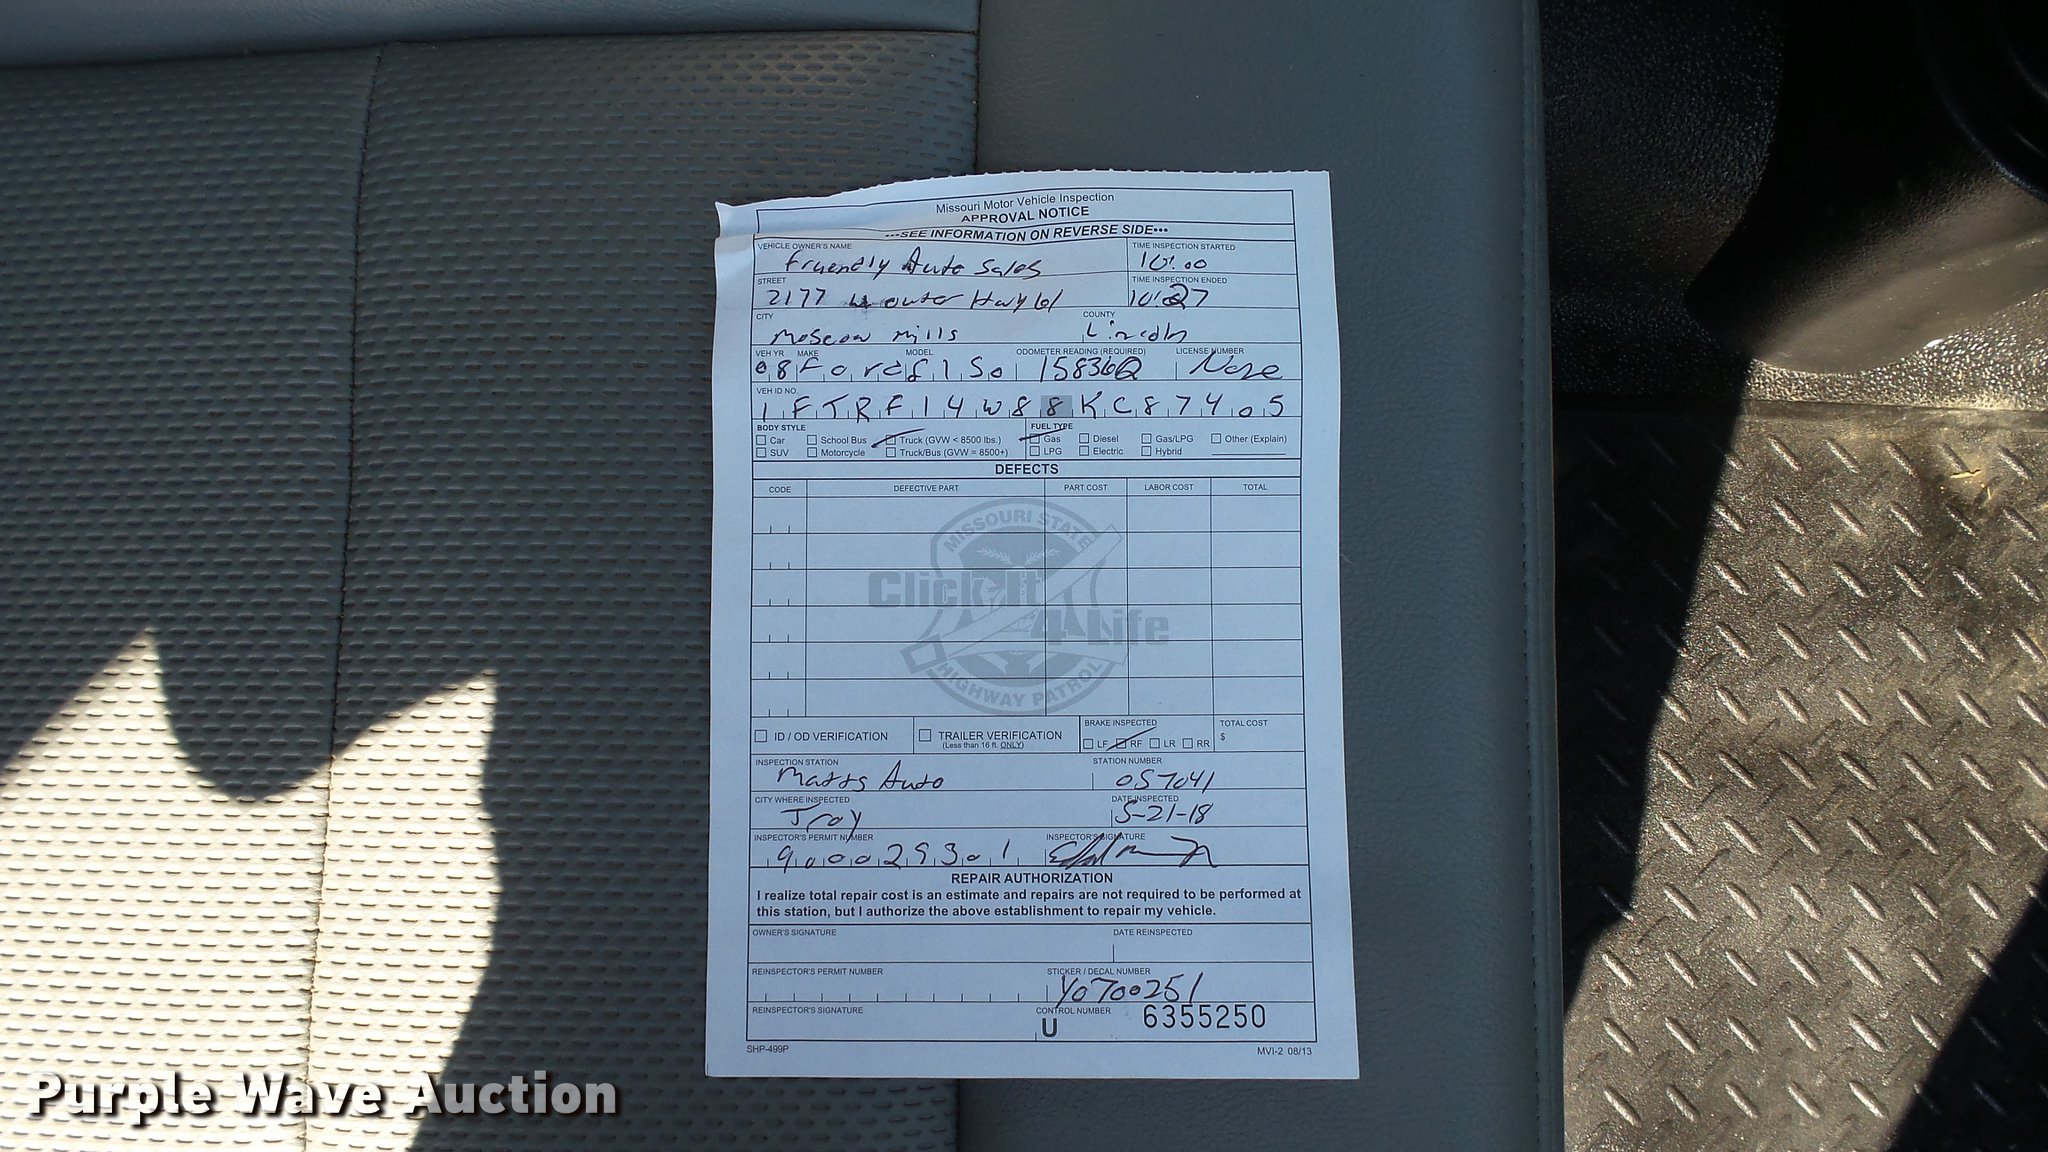 Missouri Motor Vehicle Inspection
APPROVAL NOTICE
•••SEE INFORMATION ON REVERSE SIDE•••
VEHICLE OWNER'S NAME TIME INSPECTION STARTED
Fruendly Auto Sales 10:00
STREET TIME INSPECTION ENDED
2177 W outer Hwy 61 10:27
CITY COUNTY
Moscow Mills Lincoln
VEH YR MAKE MODEL ODOMETER READING (REQUIRED) LICENSE NUMBER
08 Ford F150 158362 None
VEH ID NO.
1FTRF14W88KC87405
BODY STYLE FUEL TYPE
Car School Bus Truck (GVW < 8500 lbs.) Gas Diesel Gas/LPG Other (Explain)
SUV Motorcycle Truck/Bus (GVW = 8500+) LPG Electric Hybrid
DEFECTS
CODE DEFECTIVE PART PART COST LABOR COST TOTAL
MISSOURI STATE
Click It
4 Life
HIGHWAY PATROL
BRAKE INSPECTED TOTAL COST
ID / OD VERIFICATION TRAILER VERIFICATION $
(Less than 16 ft. ONLY) LF RF LR RR
INSPECTION STATION STATION NUMBER
Matts Auto 057041
CITY WHERE INSPECTED DATE INSPECTED
Troy 5-21-18
INSPECTOR'S PERMIT NUMBER INSPECTOR'S SIGNATURE
900029301
REPAIR AUTHORIZATION
I realize total repair cost is an estimate and repairs are not required to be performed at
this station, but I authorize the above establishment to repair my vehicle.
OWNER'S SIGNATURE DATE REINSPECTED
REINSPECTOR'S PERMIT NUMBER STICKER / DECAL NUMBER
Y0700251
REINSPECTOR'S SIGNATURE CONTROL NUMBER
U 6355250
SHP-499P MVI-2 08/13
Purple Wave Auction